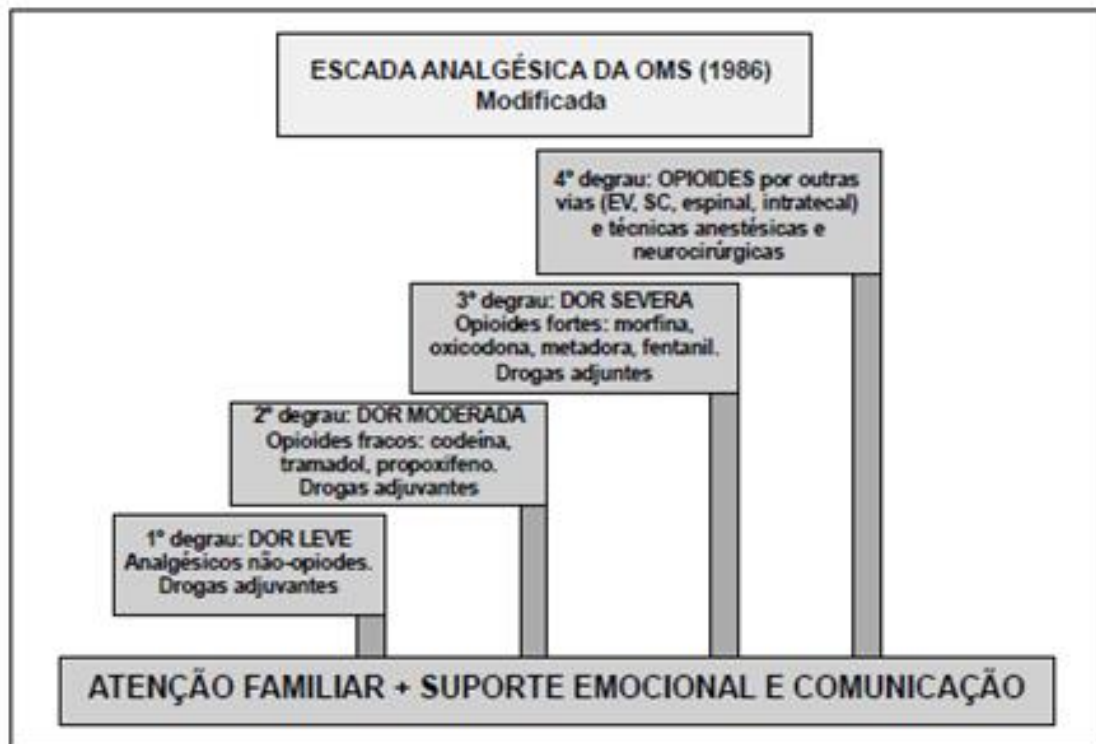 ESCADA ANALGÉSICA DA OMS (1986)
Modificada
4º degrau: OPIOIDES por outras
vias (EV, SC, espinal, intratecal)
e técnicas anestésicas e
neurocirúrgicas
3º degrau: DOR SEVERA
Opioides fortes: morfina,
oxicodona, metadora, fentanil.
Drogas adjuntes
2º degrau: DOR MODERADA
Opioides fracos: codeína,
tramadol, propoxifeno.
Drogas adjuvantes
1º degrau: DOR LEVE
Analgésicos não-opiodes.
Drogas adjuvantes
ATENÇÃO FAMILIAR + SUPORTE EMOCIONAL E COMUNICAÇÃO